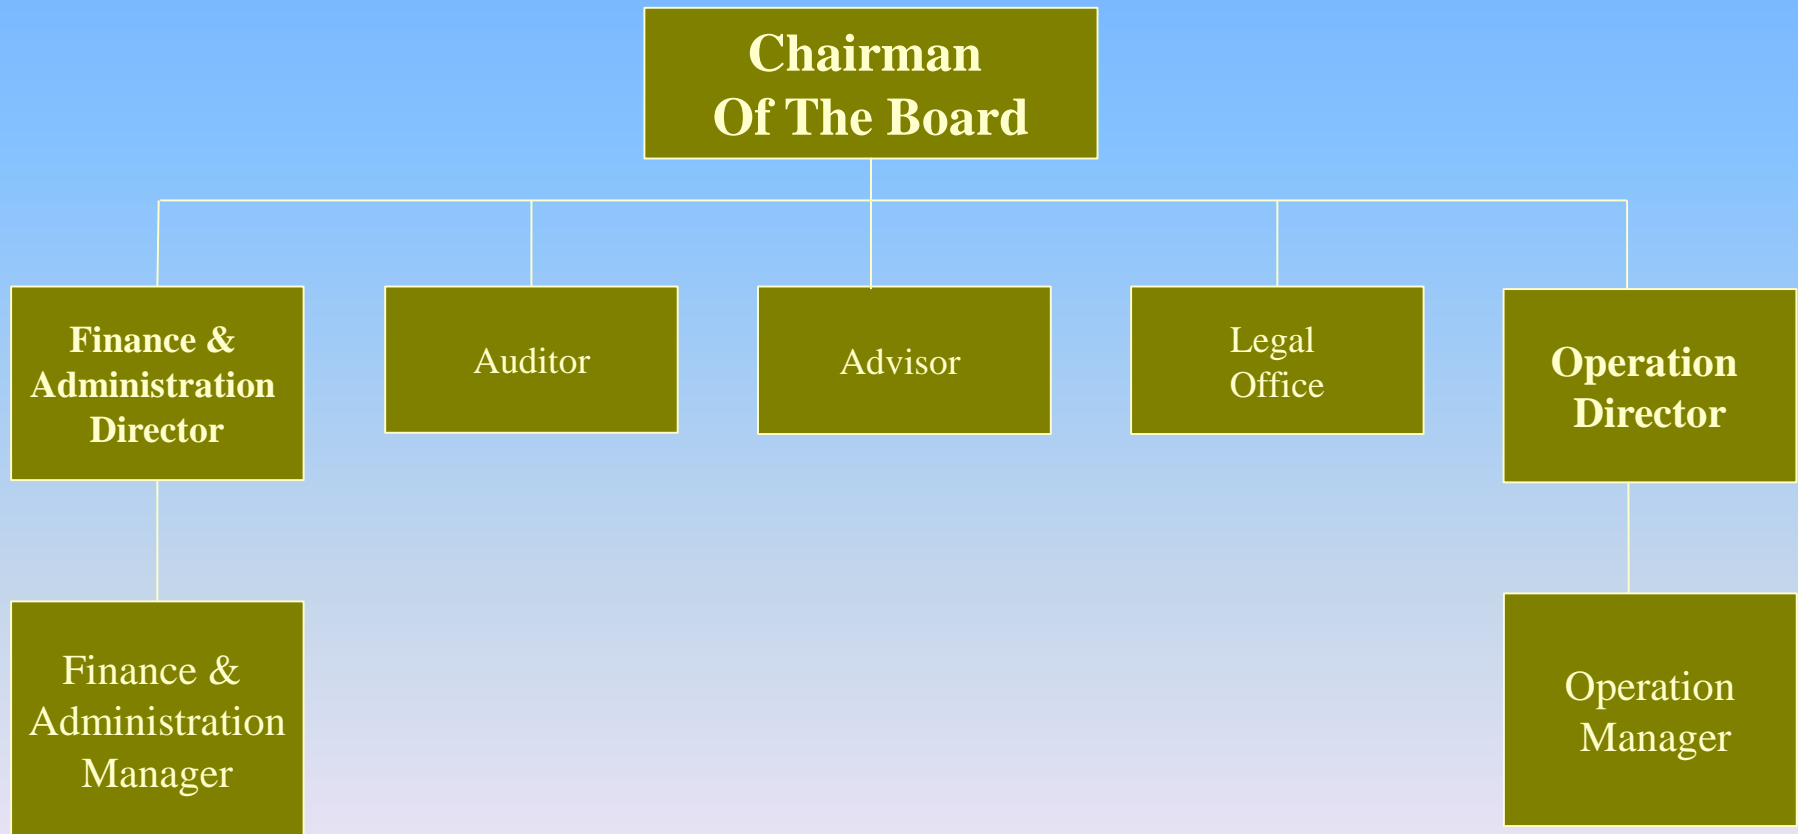 Chairman
Of The Board
Finance &
Administration
Director
Auditor
Advisor
Legal
Office
Operation
Director
Finance &
Administration
Manager
Operation
Manager